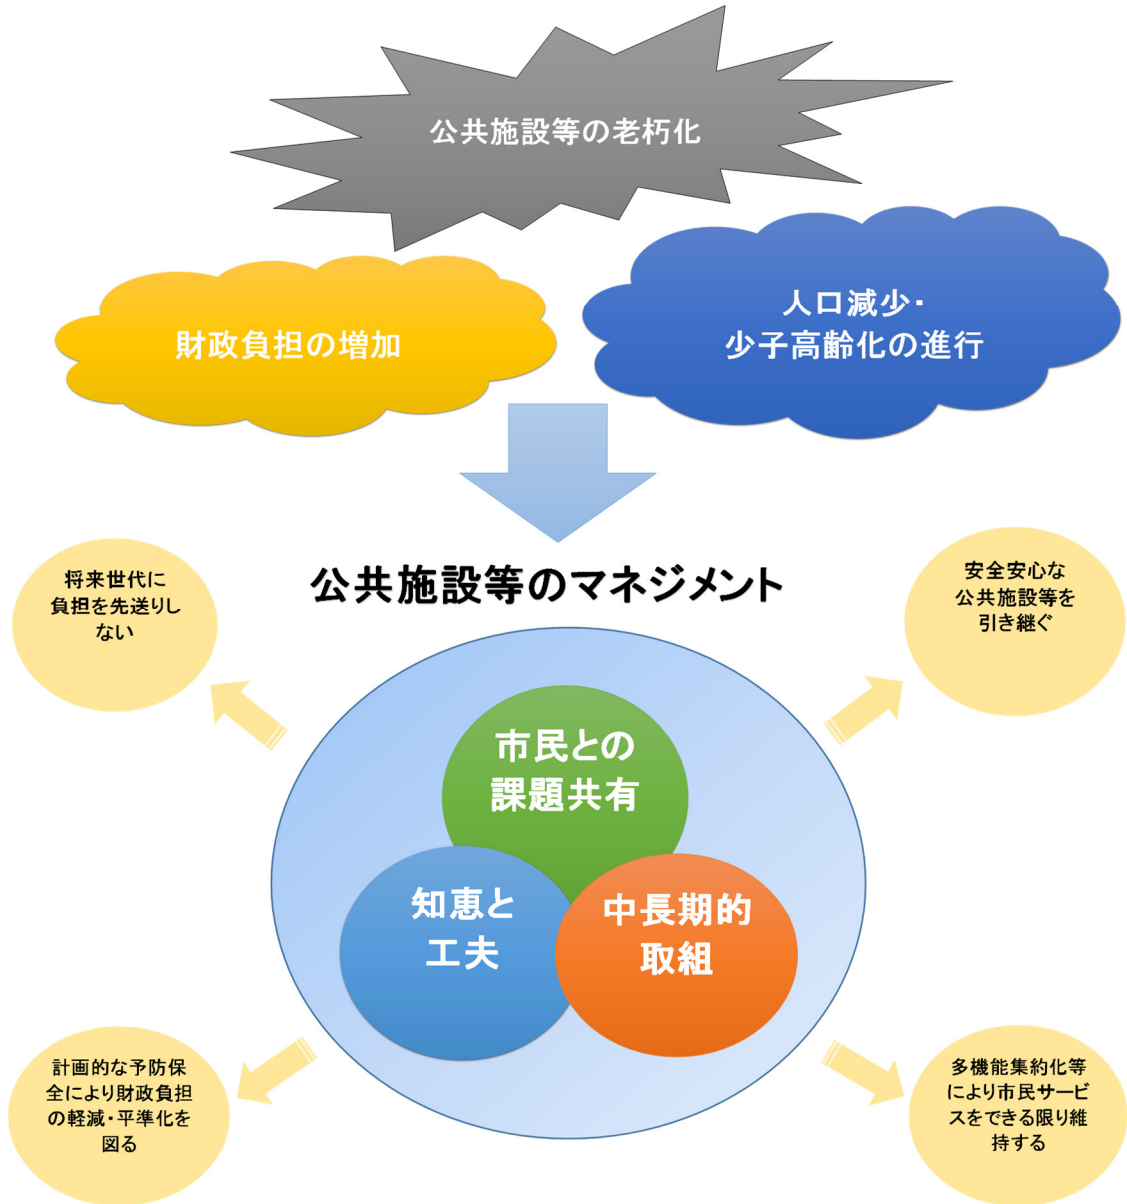 公共施設等の老朽化
財政負担の増加
人口減少・
少子高齢化の進行
公共施設等のマネジメント
将来世代に
負担を先送りし
ない
安全安心な
公共施設等を
引き継ぐ
市民との
課題共有
知恵と
工夫
中長期的
取組
計画的な予防保
全により財政負担
の軽減・平準化を
図る
多機能集約化等
により市民サービ
スをできる限り維
持する